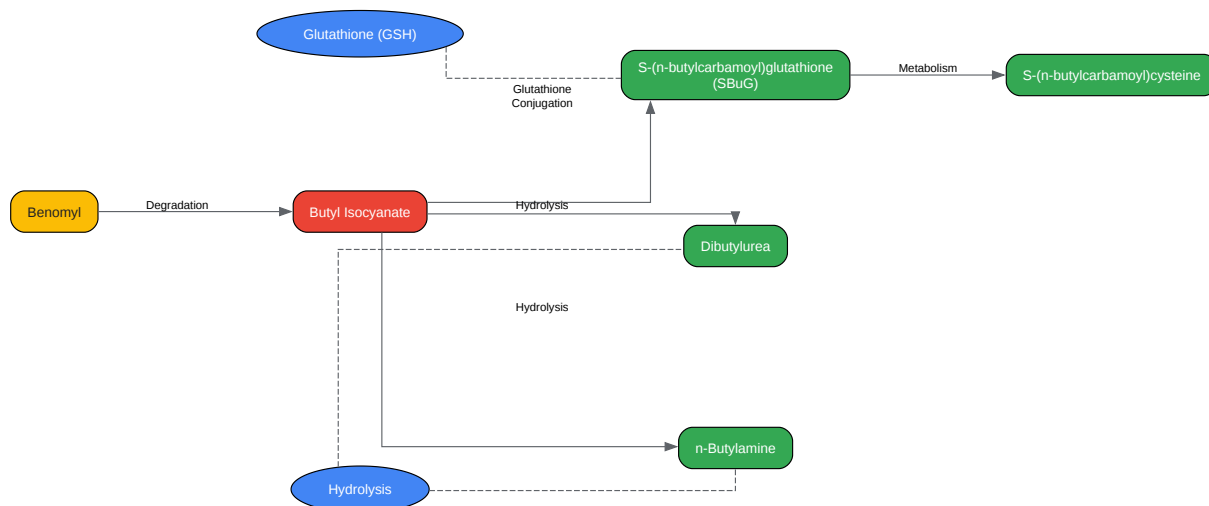 Glutathione (GSH)
S-(n-butylcarbamoyl)glutathione
(SBuG)
Metabolism
S-(n-butylcarbamoyl)cysteine
Glutathione
Conjugation
Benomyl
Degradation
Butyl Isocyanate
Hydrolysis
Dibutylurea
Hydrolysis
n-Butylamine
Hydrolysis